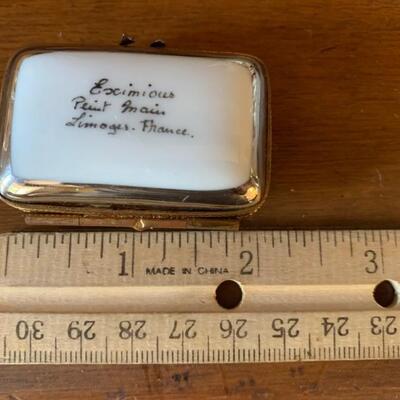 Eximious
Peint Main
Limoges. France.
1 MADE IN CHINA 2 3
30 29 28 27 26 25 24 23